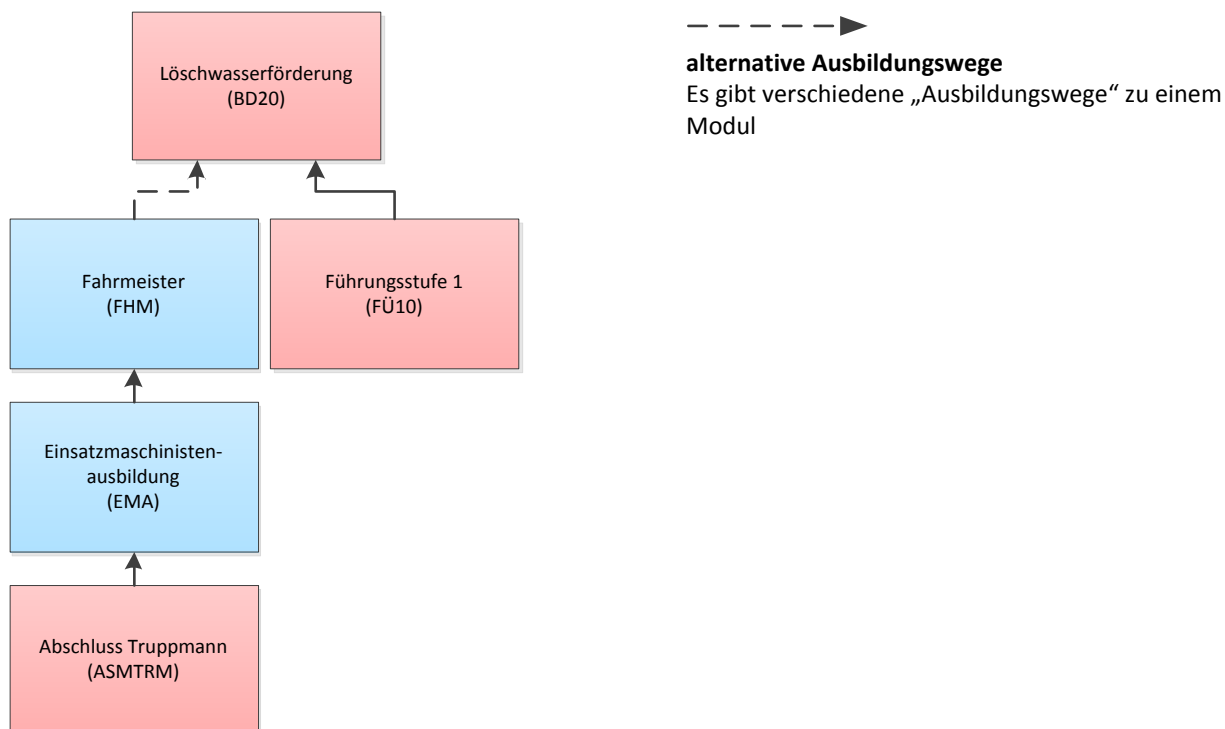 Löschwasserförderung
(BD20)
alternative Ausbildungswege
Es gibt verschiedene „Ausbildungswege“ zu einem
Modul
Fahrmeister
(FHM)
Führungsstufe 1
(FÜ10)
Einsatzmaschinisten-
ausbildung
(EMA)
Abschluss Truppmann
(ASMTRM)